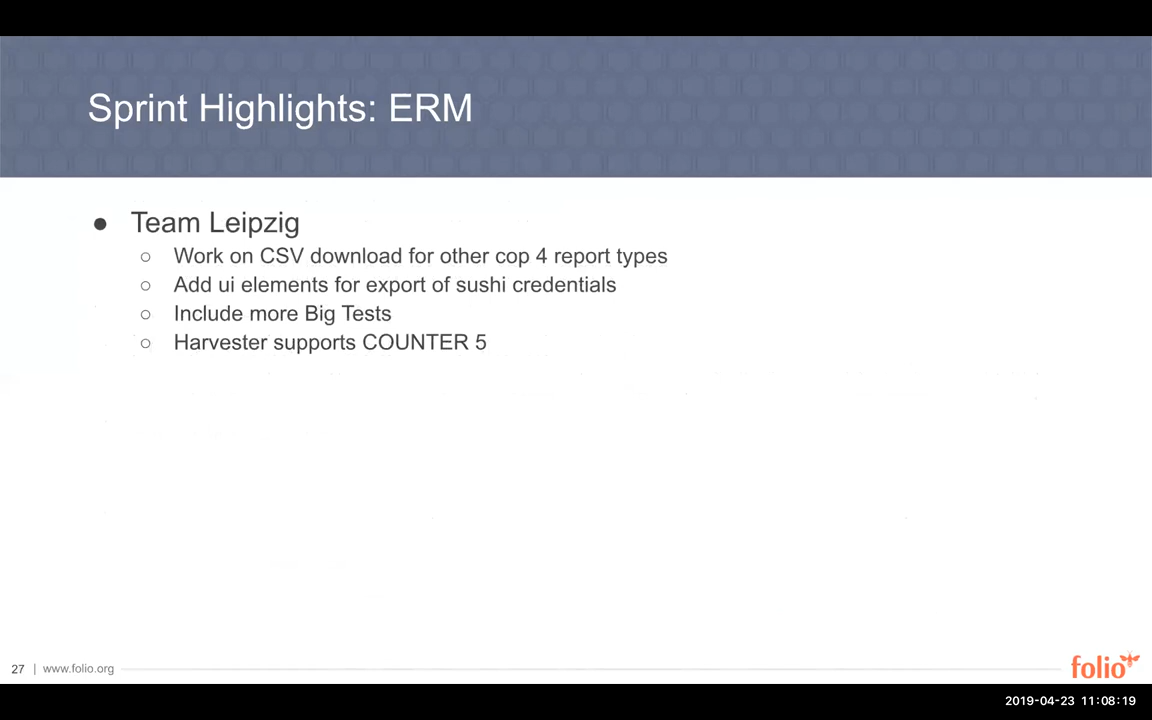 Sprint Highlights: ERM
● Team Leipzig
○ Work on CSV download for other cop 4 report types
○ Add ui elements for export of sushi credentials
○ Include more Big Tests
○ Harvester supports COUNTER 5
27 | www.folio.org
folio
2019-04-23 11:08:19